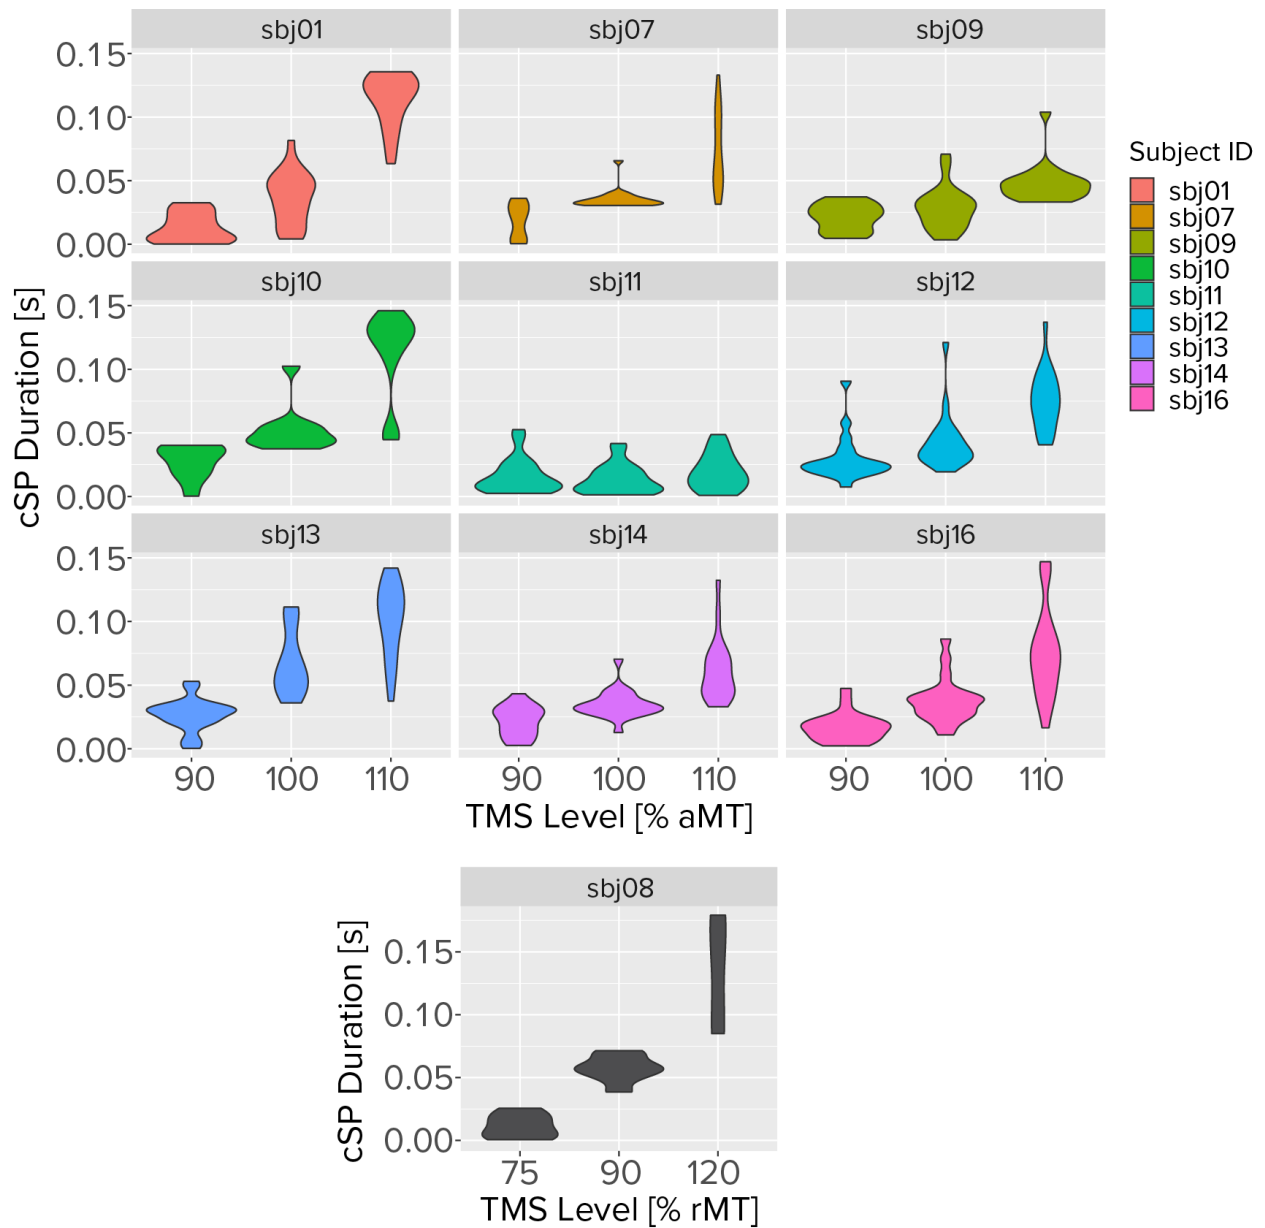 sbj01 sbj07 sbj09
0.15
0.10
0.05
0.00
sbj10 sbj11 sbj12
0.15
0.10
0.05
0.00
sbj13 sbj14 sbj16
0.15
0.10
0.05
0.00
90 100 110 90 100 110 90 100 110
cSP Duration [s]
TMS Level [% aMT]
Subject ID
sbj01
sbj07
sbj09
sbj10
sbj11
sbj12
sbj13
sbj14
sbj16
sbj08
0.15
0.10
0.05
0.00
75 90 120
cSP Duration [s]
TMS Level [% rMT]